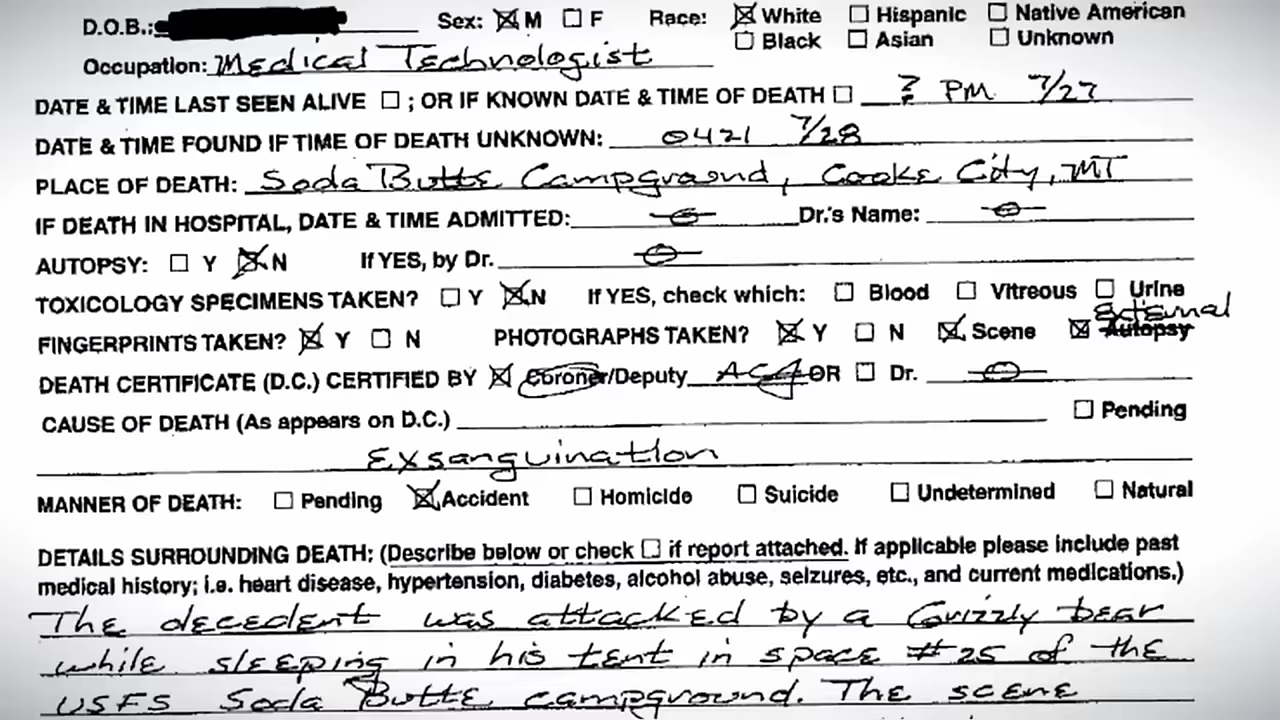 D.O.B.: Sex: ☒ M ☐ F Race: ☒ White ☐ Hispanic ☐ Native American
☐ Black ☐ Asian ☐ Unknown
Occupation: Medical Technologist
DATE & TIME LAST SEEN ALIVE ☐ ; OR IF KNOWN DATE & TIME OF DEATH ☐ ? PM 7/27
DATE & TIME FOUND IF TIME OF DEATH UNKNOWN: 0421 7/28
PLACE OF DEATH: Soda Butte Campground, Cooke City, MT
IF DEATH IN HOSPITAL, DATE & TIME ADMITTED: Dr.'s Name:
AUTOPSY: ☐ Y ☒ N If YES, by Dr.
TOXICOLOGY SPECIMENS TAKEN? ☐ Y ☒ N If YES, check which: ☐ Blood ☐ Vitreous ☐ Urine
External
FINGERPRINTS TAKEN? ☒ Y ☐ N PHOTOGRAPHS TAKEN? ☒ Y ☐ N ☒ Scene ☒ Autopsy
DEATH CERTIFICATE (D.C.) CERTIFIED BY ☒ Coroner/Deputy OR ☐ Dr.
CAUSE OF DEATH (As appears on D.C.) ☐ Pending
Exsanguination
MANNER OF DEATH: ☐ Pending ☒ Accident ☐ Homicide ☐ Suicide ☐ Undetermined ☐ Natural
DETAILS SURROUNDING DEATH: (Describe below or check ☐ if report attached. If applicable please include past
medical history; i.e. heart disease, hypertension, diabetes, alcohol abuse, seizures, etc., and current medications.)
The decedent was attacked by a Grizzly bear
while sleeping in his tent in space #25 of the
USFS Soda Butte campground. The scene